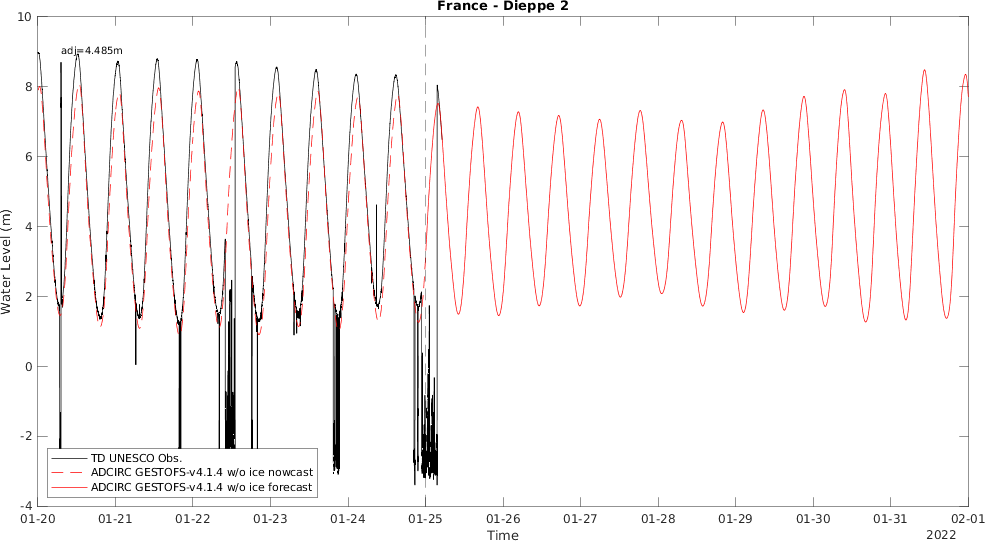 France - Dieppe 2
adj=4.485m
10
8
6
4
2
0
-2
-4
Water Level (m)
TD UNESCO Obs.
ADCIRC GESTOFS-v4.1.4 w/o ice nowcast
ADCIRC GESTOFS-v4.1.4 w/o ice forecast
01-20 01-21 01-22 01-23 01-24 01-25 01-26 01-27 01-28 01-29 01-30 01-31 02-01
Time
2022